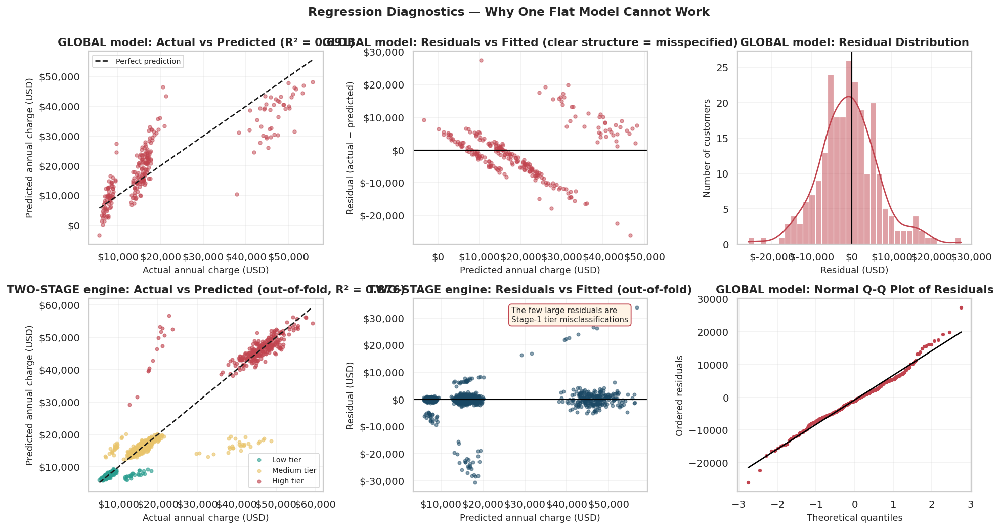 Regression Diagnostics — Why One Flat Model Cannot Work
GLOBAL model: Actual vs Predicted (R² = 0.691)
Perfect prediction
$50,000
$40,000
$30,000
$20,000
$10,000
$0
Predicted annual charge (USD)
$10,000 $20,000 $30,000 $40,000 $50,000
Actual annual charge (USD)
GLOBAL model: Residuals vs Fitted (clear structure = misspecified)
$30,000
$20,000
$10,000
$0
$-10,000
$-20,000
Residual (actual − predicted)
$0 $10,000 $20,000 $30,000 $40,000 $50,000
Predicted annual charge (USD)
GLOBAL model: Residual Distribution
25
20
15
10
5
0
Number of customers
$-20,000 $-10,000 $0 $10,000 $20,000 $30,000
Residual (USD)
TWO-STAGE engine: Actual vs Predicted (out-of-fold, R² = 0.876)
$60,000
$50,000
$40,000
$30,000
$20,000
$10,000
Predicted annual charge (USD)
Low tier
Medium tier
High tier
$10,000 $20,000 $30,000 $40,000 $50,000 $60,000
Actual annual charge (USD)
TWO-STAGE engine: Residuals vs Fitted (out-of-fold)
The few large residuals are
Stage-1 tier misclassifications
$30,000
$20,000
$10,000
$0
$-10,000
$-20,000
$-30,000
Residual (USD)
$10,000 $20,000 $30,000 $40,000 $50,000
Predicted annual charge (USD)
GLOBAL model: Normal Q-Q Plot of Residuals
30000
20000
10000
0
−10000
−20000
Ordered residuals
−3 −2 −1 0 1 2 3
Theoretical quantiles